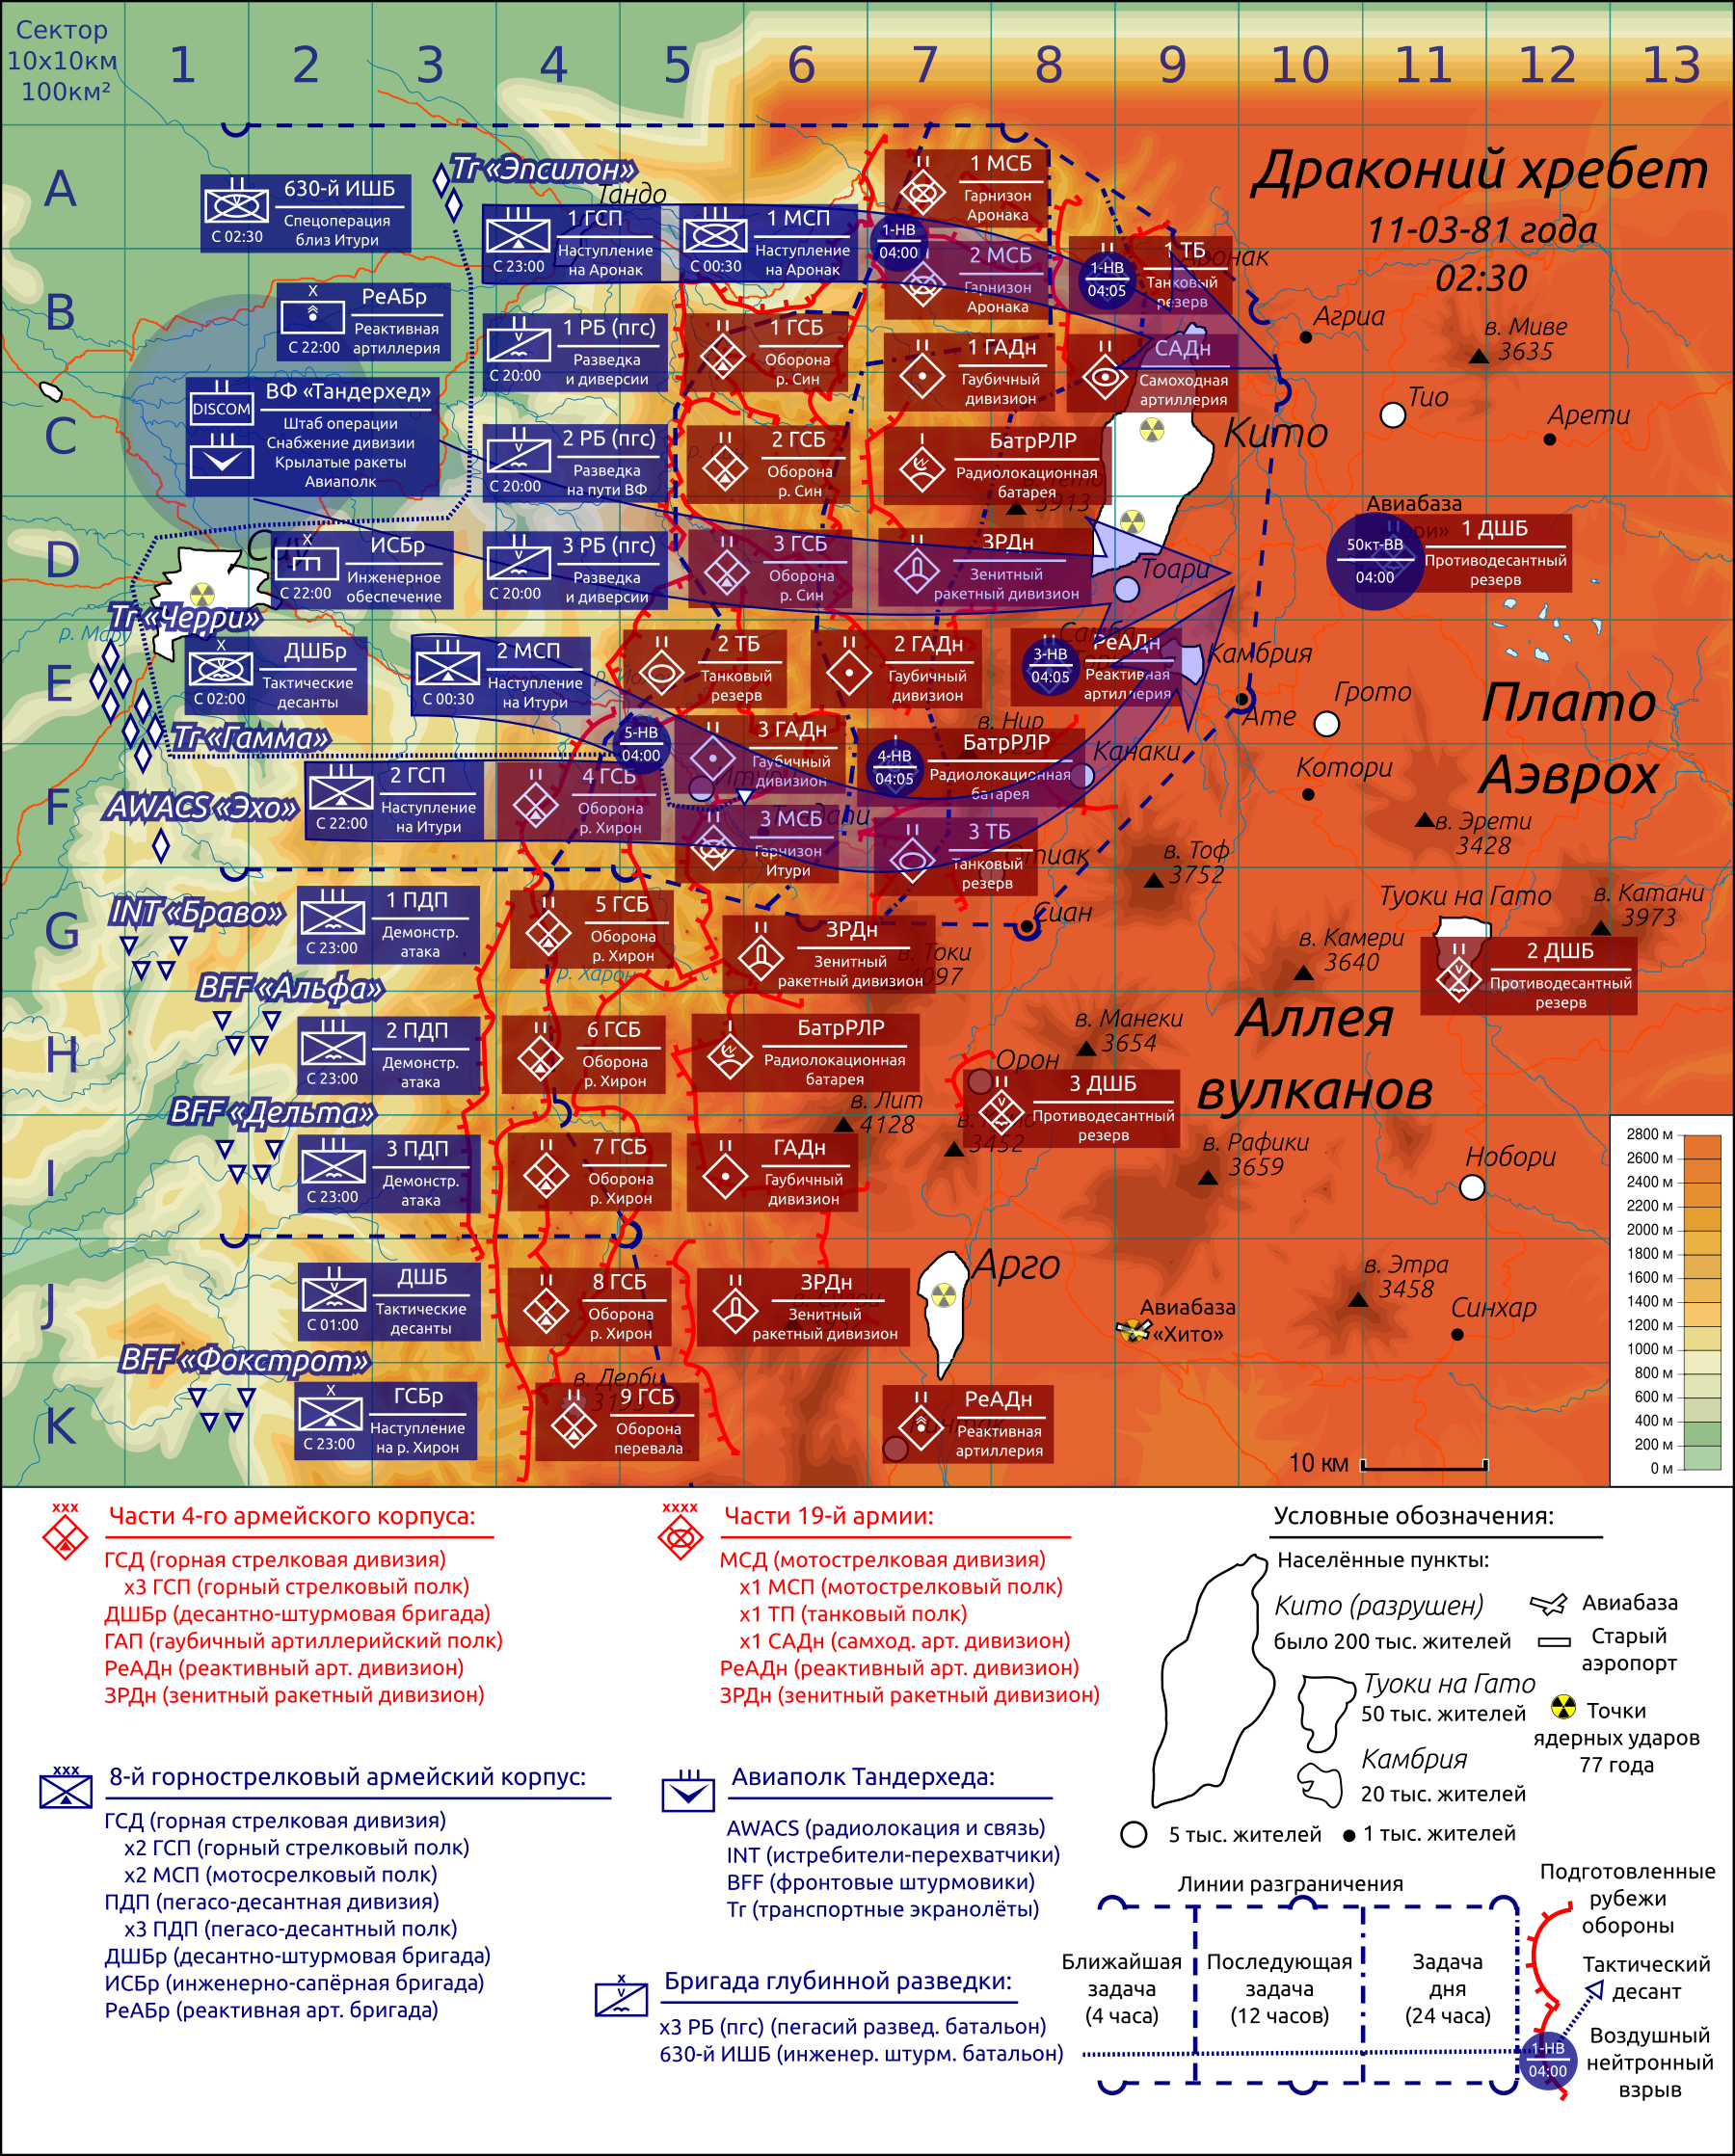 Сектор
10х10км
100км²
1 2 3 4 5 6 7 8 9 10 11 12 13
A
B
C
D
E
F
G
H
I
J
K
Драконий хребет
11-03-81 года
02:30
Tr «Эпсилон»
Тандо
630-й ИШБ
Спецоперация
близ Итури
С 02:30
1 ГСП
Наступление
на Аронак
С 23:00
1 МСП
Наступление
на Аронак
С 00:30
1-НВ
04:00
1 МСБ
Гарнизон
Аронака
2 МСБ
Гарнизон
Аронака
1-НВ
04:05
1 ТБ
Танковый
резерв
РеАБр
Реактивная
артиллерия
С 22:00
1 РБ (пгс)
Разведка
и диверсии
С 20:00
1 ГСБ
Оборона
р. Син
1 ГАДн
Гаубичный
дивизион
САДн
Самоходная
артиллерия
Агриа
в. Миве
3635
DISCOM
ВФ «Тандерхед»
Штаб операции
Снабжение дивизии
Крылатые ракеты
Авиаполк
2 РБ (пгс)
Разведка
на пути ВФ
С 20:00
2 ГСБ
Оборона
р. Син
БатрРЛР
Радиолокационная
батарея
3913
Кито
Тио
Арети
ИСБр
Инженерное
обеспечение
С 22:00
3 РБ (пгс)
Разведка
и диверсии
С 20:00
3 ГСБ
Оборона
р. Син
ЗРДн
Зенитный
ракетный дивизион
Тоари
Авиабаза
50кт-ВВ
04:00
1 ДШБ
Противодесантный
резерв
Tr «Черри»
ДШБр
Тактические
десанты
С 02:00
2 МСП
Наступление
на Итури
С 00:30
2 ТБ
Танковый
резерв
2 ГАДн
Гаубичный
дивизион
3-НВ
04:05
РеАДн
Реактивная
артиллерия
Камбрия
Ате
Грото
Плато
Аэврох
Tr «Гамма»
5-НВ
04:00
3 ГАДн
Гаубичный
дивизион
в. Нир
4-НВ
04:05
БатрРЛР
Радиолокационная
батарея
Канаки
Котори
в. Эрети
3428
AWACS «Эхо»
2 ГСП
Наступление
на Итури
С 22:00
4 ГСБ
Оборона
р. Хирон
3 МСБ
Гарнизон
Итури
3 ТБ
Танковый
резерв
в. Тоф
3752
INT «Браво»
1 ПДП
Демонстр.
атака
С 23:00
5 ГСБ
Оборона
р. Хирон
р. Харон
ЗРДн
Зенитный
ракетный дивизион
Токи
4097
Сиан
Туоки на Гато
в. Катани
3973
в. Камери
3640
2 ДШБ
Противодесантный
резерв
BFF «Альфа»
2 ПДП
Демонстр.
атака
С 23:00
6 ГСБ
Оборона
р. Хирон
БатрРЛР
Радиолокационная
батарея
в. Манеки
3654
Аллея
вулканов
Орон
3 ДШБ
Противодесантный
резерв
BFF «Дельта»
в. Лит
4128
3452
3 ПДП
Демонстр.
атака
С 23:00
7 ГСБ
Оборона
р. Хирон
ГАДн
Гаубичный
дивизион
в. Рафики
3659
Нобори
ДШБ
Тактические
десанты
С 01:00
8 ГСБ
Оборона
р. Хирон
ЗРДн
Зенитный
ракетный дивизион
Арго
Авиабаза
«Хито»
в. Этра
3458
Синхар
BFF «Фокстрот»
ГСБр
Наступление
на р. Хирон
С 23:00
в. Дерби
9 ГСБ
Оборона
перевала
РеАДн
Реактивная
артиллерия
10 км
2800 м
2600 м
2400 м
2200 м
2000 м
1800 м
1600 м
1400 м
1200 м
1000 м
800 м
600 м
400 м
200 м
0 м
Части 4-го армейского корпуса:
ГСД (горная стрелковая дивизия)
х3 ГСП (горный стрелковый полк)
ДШБр (десантно-штурмовая бригада)
ГАП (гаубичный артиллерийский полк)
РеАДн (реактивный арт. дивизион)
ЗРДн (зенитный ракетный дивизион)
Части 19-й армии:
МСД (мотострелковая дивизия)
х1 МСП (мотострелковый полк)
х1 ТП (танковый полк)
х1 САДн (самход. арт. дивизион)
РеАДн (реактивный арт. дивизион)
ЗРДн (зенитный ракетный дивизион)
8-й горнострелковый армейский корпус:
ГСД (горная стрелковая дивизия)
х2 ГСП (горный стрелковый полк)
х2 МСП (мотосрелковый полк)
ПДП (пегасо-десантная дивизия)
х3 ПДП (пегасо-десантный полк)
ДШБр (десантно-штурмовая бригада)
ИСБр (инженерно-сапёрная бригада)
РеАБр (реактивная арт. бригада)
Авиаполк Тандерхеда:
AWACS (радиолокация и связь)
INT (истребители-перехватчики)
BFF (фронтовые штурмовики)
Tr (транспортные экранолёты)
Бригада глубинной разведки:
х3 РБ (пгс) (пегасий развед. батальон)
630-й ИШБ (инженер. штурм. батальон)
Условные обозначения:
Населённые пункты:
Кито (разрушен)
было 200 тыс. жителей
Туоки на Гато
50 тыс. жителей
Камбрия
20 тыс. жителей
5 тыс. жителей
1 тыс. жителей
Авиабаза
Старый
аэропорт
Точки
ядерных ударов
77 года
Линии разграничения
Ближайшая
задача
(4 часа)
Последующая
задача
(12 часов)
Задача
дня
(24 часа)
Подготовленные
рубежи
обороны
Тактический
десант
1-НВ
04:00
Воздушный
нейтронный
взрыв